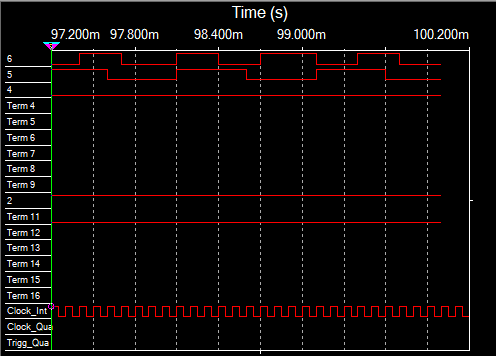 Time (s)
97.200m 97.800m 98.400m 99.000m 100.200m
6
5
4
Term 4
Term 5
Term 6
Term 7
Term 8
Term 9
2
Term 11
Term 12
Term 13
Term 14
Term 15
Term 16
Clock_Int
Clock_Qua
Trigg_Qua